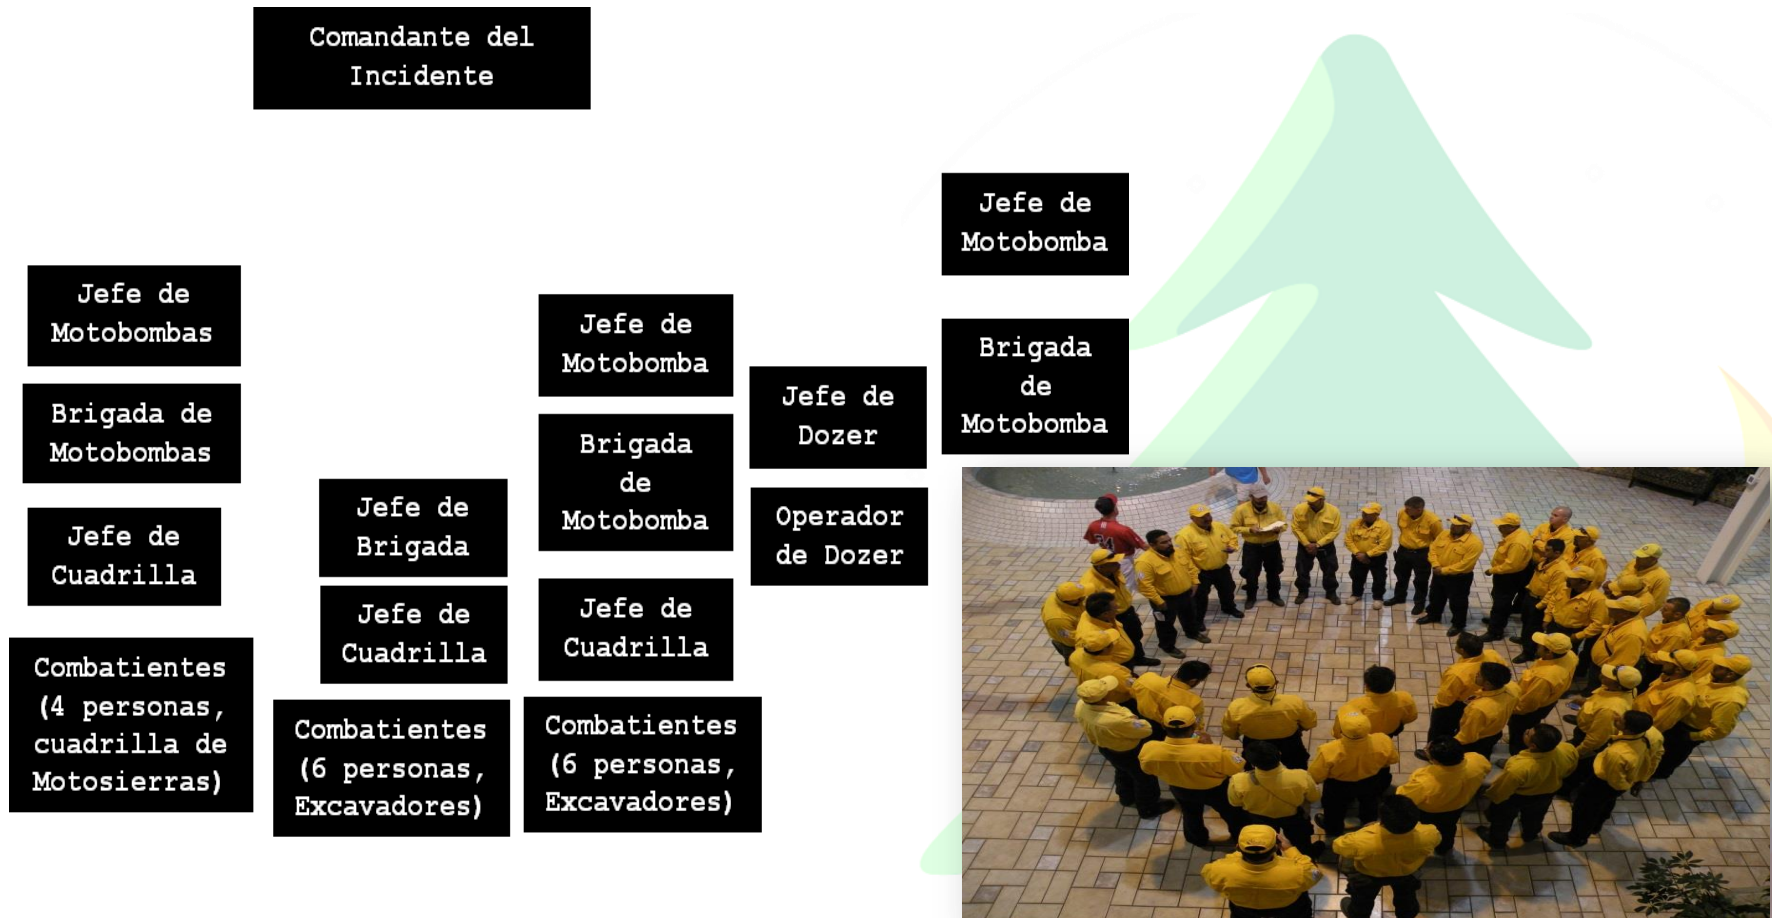 Comandante del
Incidente
Jefe de
Motobombas
Brigada de
Motobombas
Jefe de
Cuadrilla
Combatientes
(4 personas,
cuadrilla de
Motosierras)
Jefe de
Brigada
Jefe de
Cuadrilla
Combatientes
(6 personas,
Excavadores)
Jefe de
Motobomba
Brigada
de
Motobomba
Jefe de
Cuadrilla
Combatientes
(6 personas,
Excavadores)
Jefe de
Dozer
Operador
de Dozer
Jefe de
Motobomba
Brigada
de
Motobomba